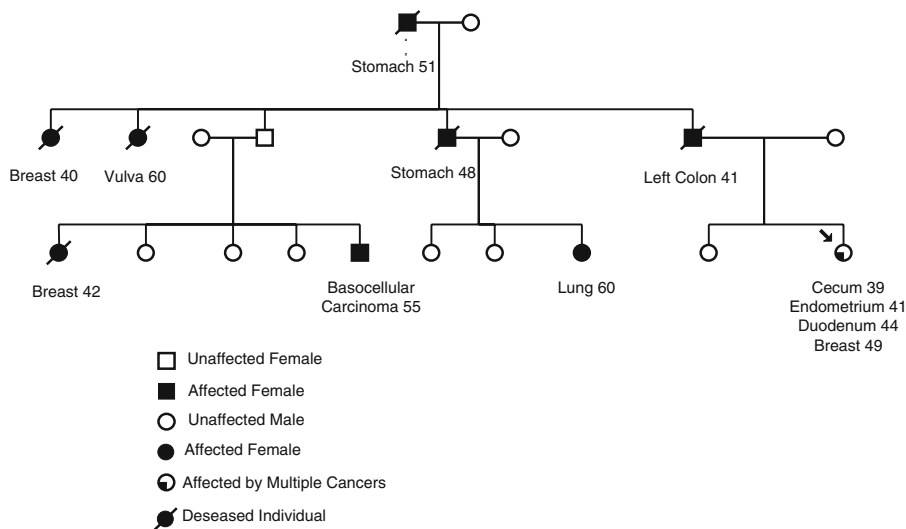 Stomach 51
Breast 40
Vulva 60
Stomach 48
Left Colon 41
Breast 42
Basocellular
Carcinoma 55
Lung 60
Cecum 39
Endometrium 41
Duodenum 44
Breast 49
Unaffected Female
Affected Female
Unaffected Male
Affected Female
Affected by Multiple Cancers
Deseased Individual